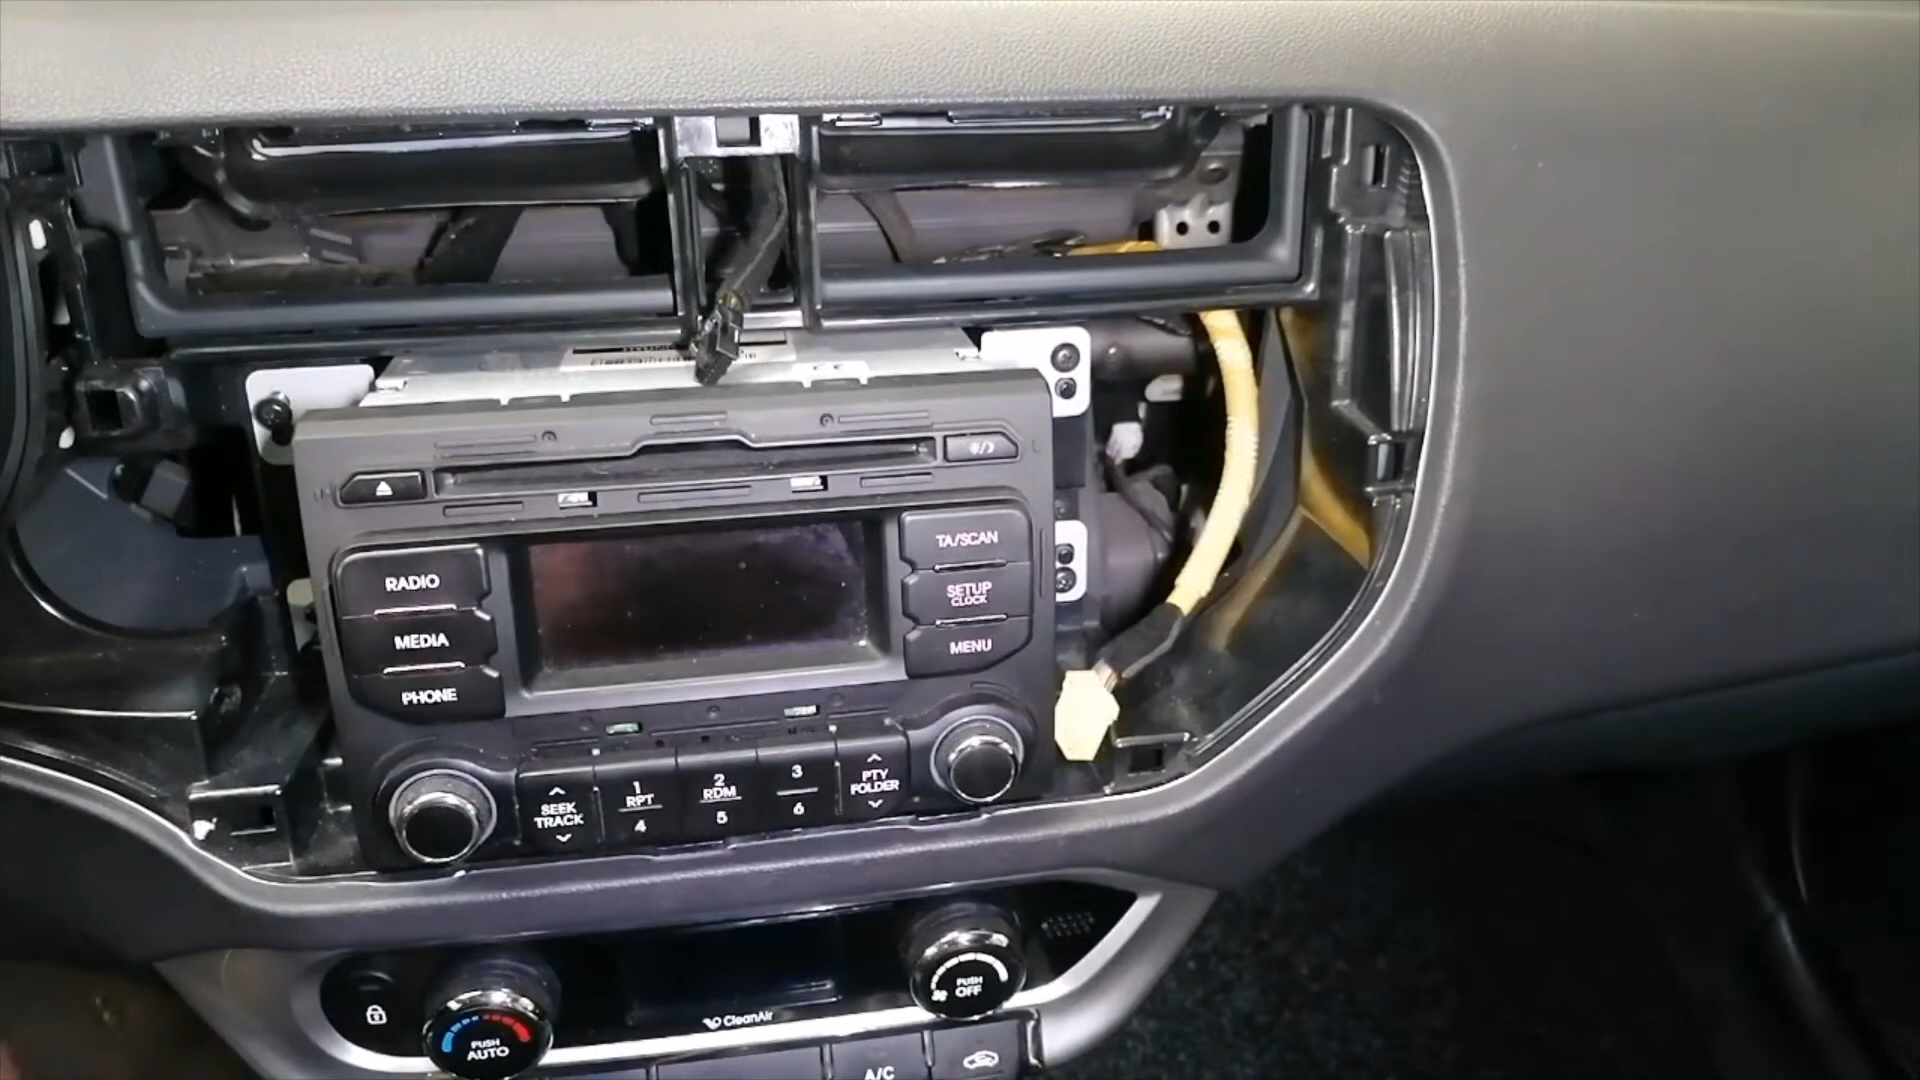 CE
TA/SCAN
RADIO
SETUP
CLOCK
MEDIA
MENU
PHONE
SEEK
TRACK
1
RPT
4
2
RDM
5
3
6
PTY
FOLDER
PUSH
OFF
CleanAir
PUSH
AUTO
A/C